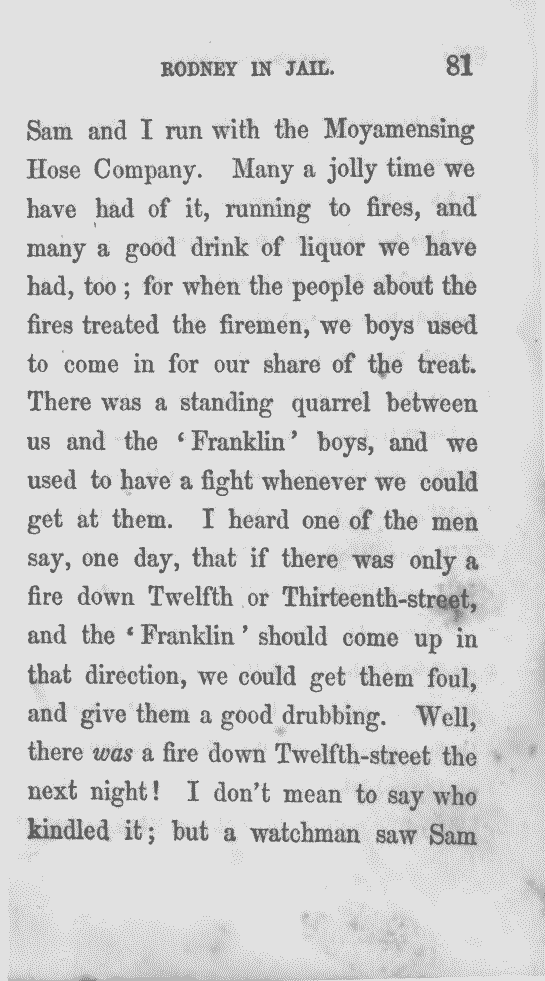 RODNEY IN JAIL. 81
Sam and I run with the Moyamensing
Hose Company. Many a jolly time we
have had of it, running to fires, and
many a good drink of liquor we have
had, too ; for when the people about the
fires treated the firemen, we boys used
to come in for our share of the treat.
There was a standing quarrel between
us and the ‘ Franklin ’ boys, and we
used to have a fight whenever we could
get at them. I heard one of the men
say, one day, that if there was only a
fire down Twelfth or Thirteenth-street,
and the ‘ Franklin ’ should come up in
that direction, we could get them foul,
and give them a good drubbing. Well,
there was a fire down Twelfth-street the
next night! I don’t mean to say who
kindled it; but a watchman saw Sam